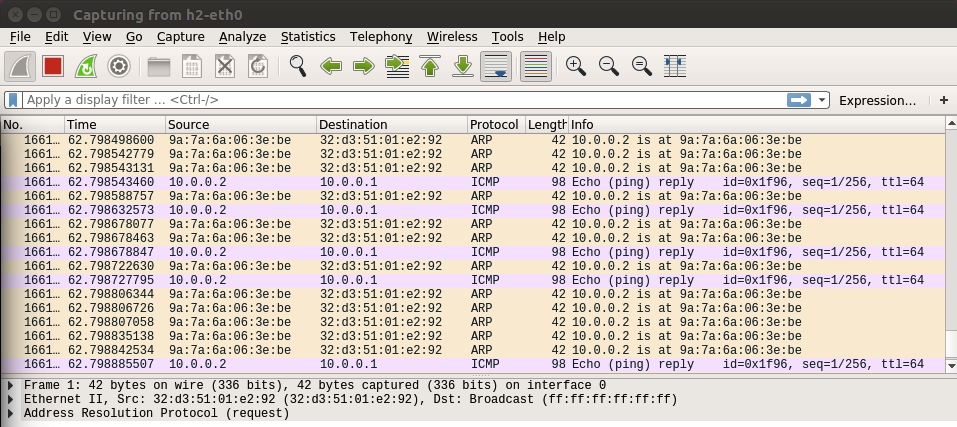 Capturing from h2-eth0
File Edit View Go Capture Analyze Statistics Telephony Wireless Tools Help
Apply a display filter ... <Ctrl-/> Expression... +
No. Time Source Destination Protocol Length Info
1661... 62.798498600 9a:7a:6a:06:3e:be 32:d3:51:01:e2:92 ARP 42 10.0.0.2 is at 9a:7a:6a:06:3e:be
1661... 62.798542779 9a:7a:6a:06:3e:be 32:d3:51:01:e2:92 ARP 42 10.0.0.2 is at 9a:7a:6a:06:3e:be
1661... 62.798543131 9a:7a:6a:06:3e:be 32:d3:51:01:e2:92 ARP 42 10.0.0.2 is at 9a:7a:6a:06:3e:be
1661... 62.798543460 10.0.0.2 10.0.0.1 ICMP 98 Echo (ping) reply id=0x1f96, seq=1/256, ttl=64
1661... 62.798588757 9a:7a:6a:06:3e:be 32:d3:51:01:e2:92 ARP 42 10.0.0.2 is at 9a:7a:6a:06:3e:be
1661... 62.798632573 10.0.0.2 10.0.0.1 ICMP 98 Echo (ping) reply id=0x1f96, seq=1/256, ttl=64
1661... 62.798678077 9a:7a:6a:06:3e:be 32:d3:51:01:e2:92 ARP 42 10.0.0.2 is at 9a:7a:6a:06:3e:be
1661... 62.798678463 9a:7a:6a:06:3e:be 32:d3:51:01:e2:92 ARP 42 10.0.0.2 is at 9a:7a:6a:06:3e:be
1661... 62.798678847 10.0.0.2 10.0.0.1 ICMP 98 Echo (ping) reply id=0x1f96, seq=1/256, ttl=64
1661... 62.798722630 9a:7a:6a:06:3e:be 32:d3:51:01:e2:92 ARP 42 10.0.0.2 is at 9a:7a:6a:06:3e:be
1661... 62.798727795 10.0.0.2 10.0.0.1 ICMP 98 Echo (ping) reply id=0x1f96, seq=1/256, ttl=64
1661... 62.798806344 9a:7a:6a:06:3e:be 32:d3:51:01:e2:92 ARP 42 10.0.0.2 is at 9a:7a:6a:06:3e:be
1661... 62.798806726 9a:7a:6a:06:3e:be 32:d3:51:01:e2:92 ARP 42 10.0.0.2 is at 9a:7a:6a:06:3e:be
1661... 62.798807058 9a:7a:6a:06:3e:be 32:d3:51:01:e2:92 ARP 42 10.0.0.2 is at 9a:7a:6a:06:3e:be
1661... 62.798835138 9a:7a:6a:06:3e:be 32:d3:51:01:e2:92 ARP 42 10.0.0.2 is at 9a:7a:6a:06:3e:be
1661... 62.798842534 9a:7a:6a:06:3e:be 32:d3:51:01:e2:92 ARP 42 10.0.0.2 is at 9a:7a:6a:06:3e:be
1661... 62.798885507 10.0.0.2 10.0.0.1 ICMP 98 Echo (ping) reply id=0x1f96, seq=1/256, ttl=64
Frame 1: 42 bytes on wire (336 bits), 42 bytes captured (336 bits) on interface 0
Ethernet II, Src: 32:d3:51:01:e2:92 (32:d3:51:01:e2:92), Dst: Broadcast (ff:ff:ff:ff:ff:ff)
Address Resolution Protocol (request)